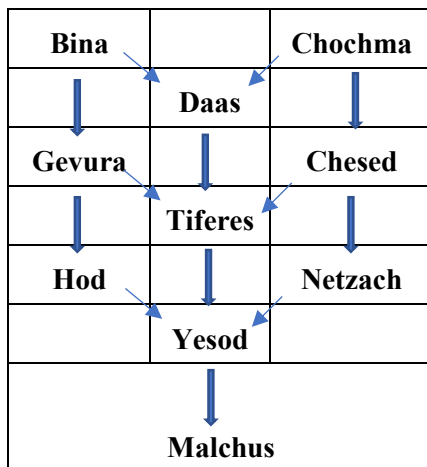 Bina Chochma
Daas
Gevura Chesed
Tiferes
Hod Netzach
Yesod
Malchus